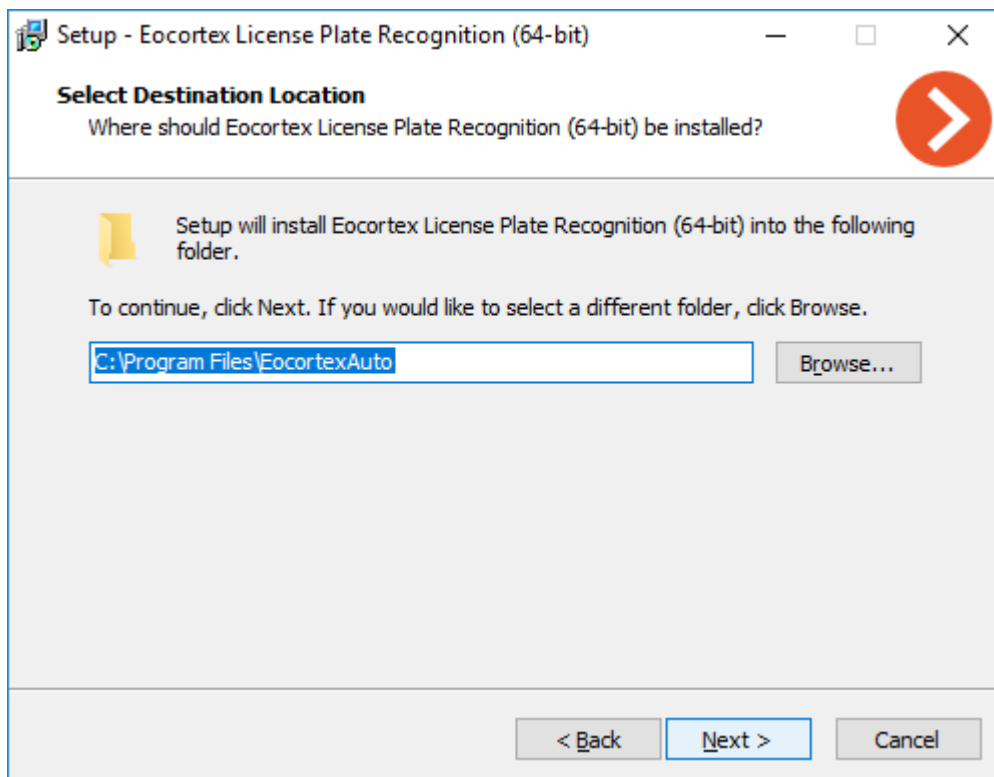 Setup - Eocortex License Plate Recognition (64-bit)
Select Destination Location
Where should Eocortex License Plate Recognition (64-bit) be installed?
Setup will install Eocortex License Plate Recognition (64-bit) into the following
folder.
To continue, click Next. If you would like to select a different folder, click Browse.
C:\Program Files\EocortexAuto
Browse...
< Back
Next >
Cancel